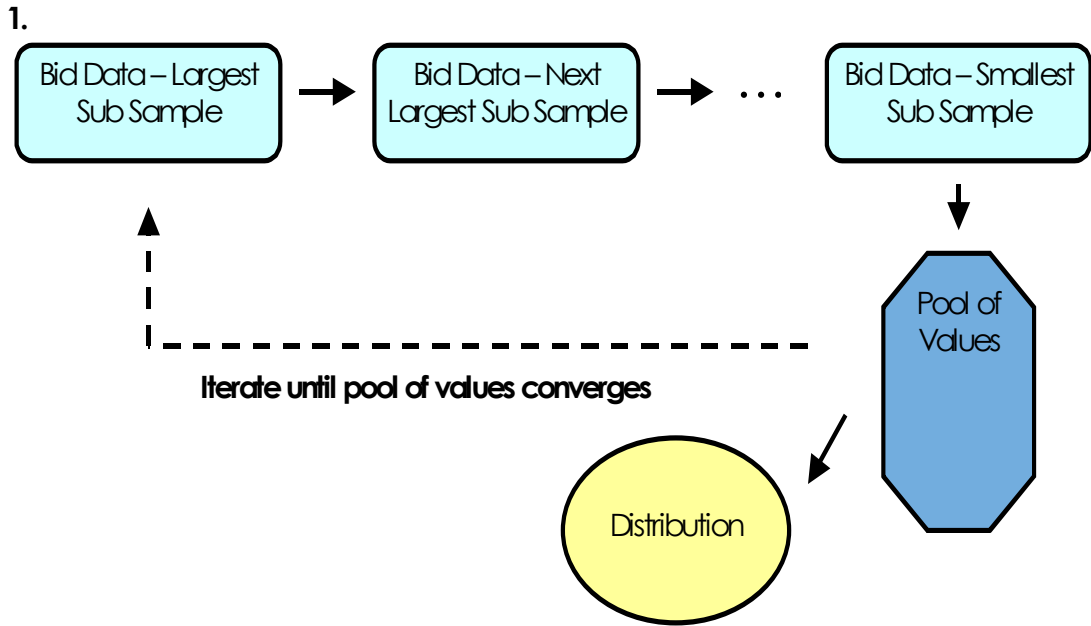 1.
Bid Data – Largest
Sub Sample
Bid Data – Next
Largest Sub Sample
...
Bid Data – Smallest
Sub Sample
Pool of
Values
Iterate until pool of values converges
Distribution